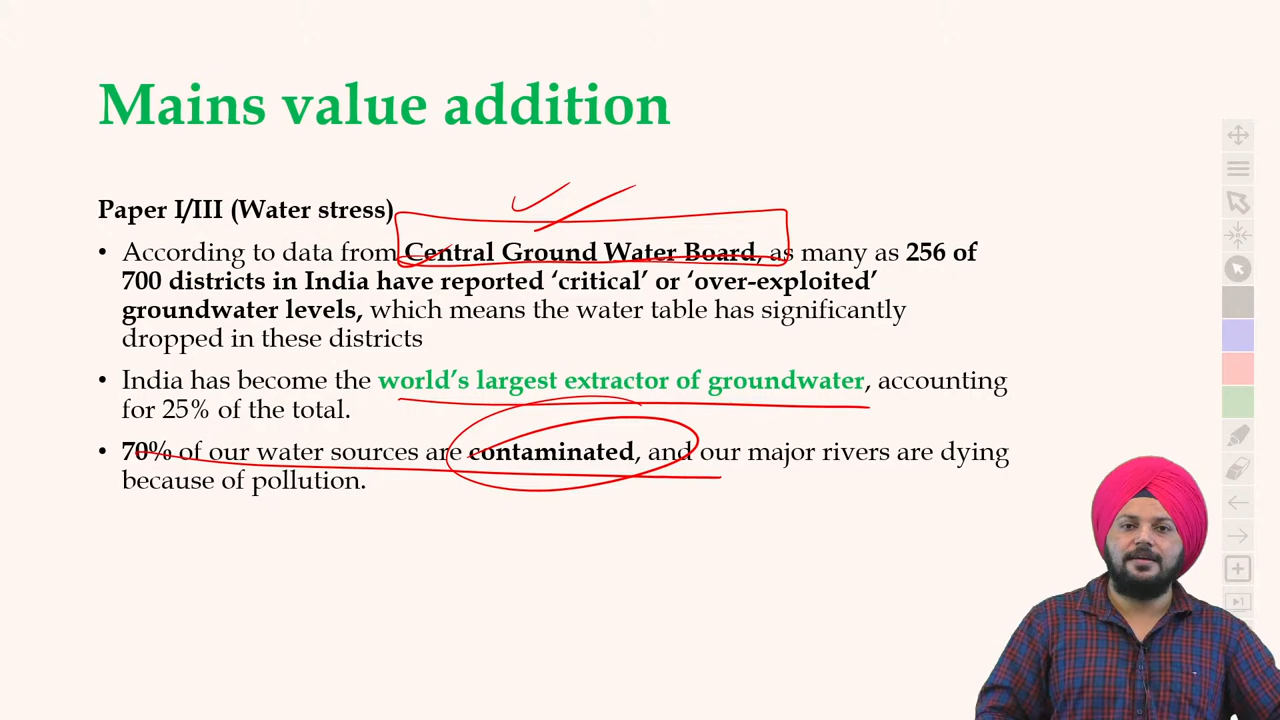 Mains value addition
Paper I/III (Water stress)
• According to data from Central Ground Water Board, as many as 256 of
700 districts in India have reported ‘critical’ or ‘over-exploited’
groundwater levels, which means the water table has significantly
dropped in these districts
• India has become the world’s largest extractor of groundwater, accounting
for 25% of the total.
• 70% of our water sources are contaminated, and our major rivers are dying
because of pollution.